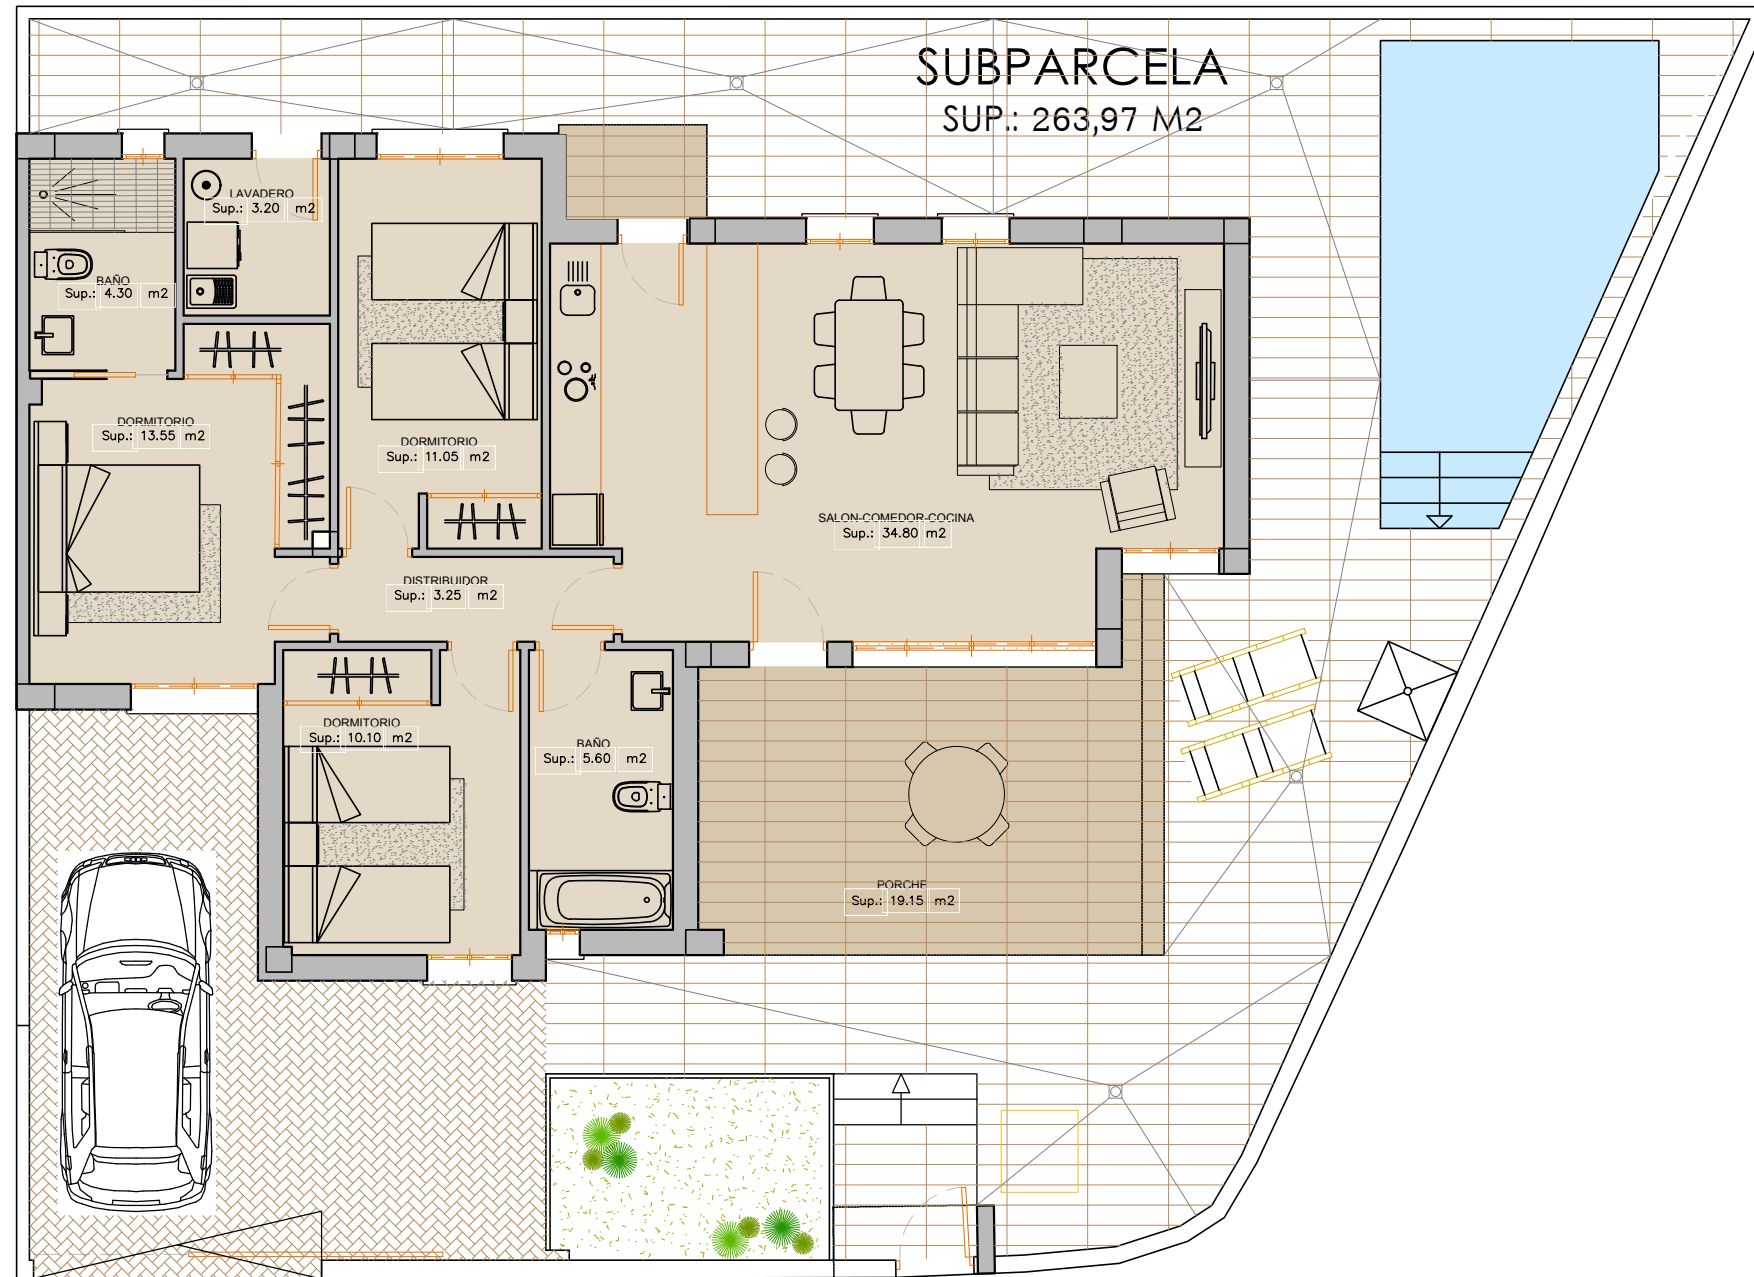 SUBPARCELA
SUP.: 263,97 M2
LAVADERO
Sup.: 3.20 m2
BAÑO
Sup.: 4.30 m2
DORMITORIO
Sup.: 13.55 m2
DORMITORIO
Sup.: 11.05 m2
SALON-COMEDOR-COCINA
Sup.: 34.80 m2
DISTRIBUIDOR
Sup.: 3.25 m2
DORMITORIO
Sup.: 10.10 m2
BAÑO
Sup.: 5.60 m2
PORCHE
Sup.: 19.15 m2